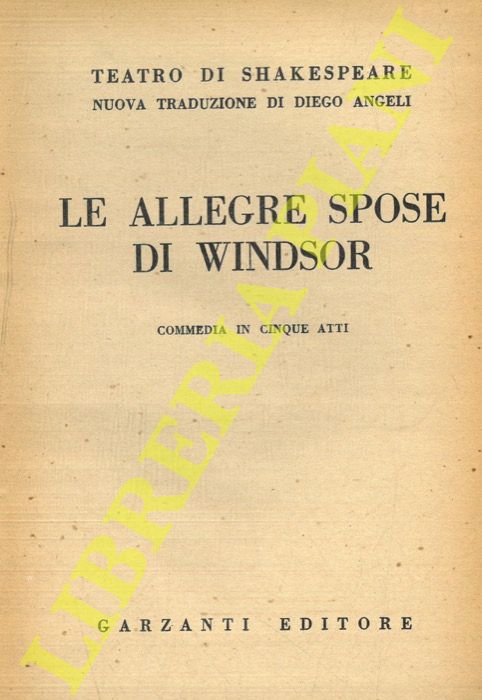 TEATRO DI SHAKESPEARE
NUOVA TRADUZIONE DI DIEGO ANGELI
LE ALLEGRE SPOSE
DI WINDSOR
COMMEDIA IN CINQUE ATTI
GARZANTI EDITORE
LIBRERIA PIANI